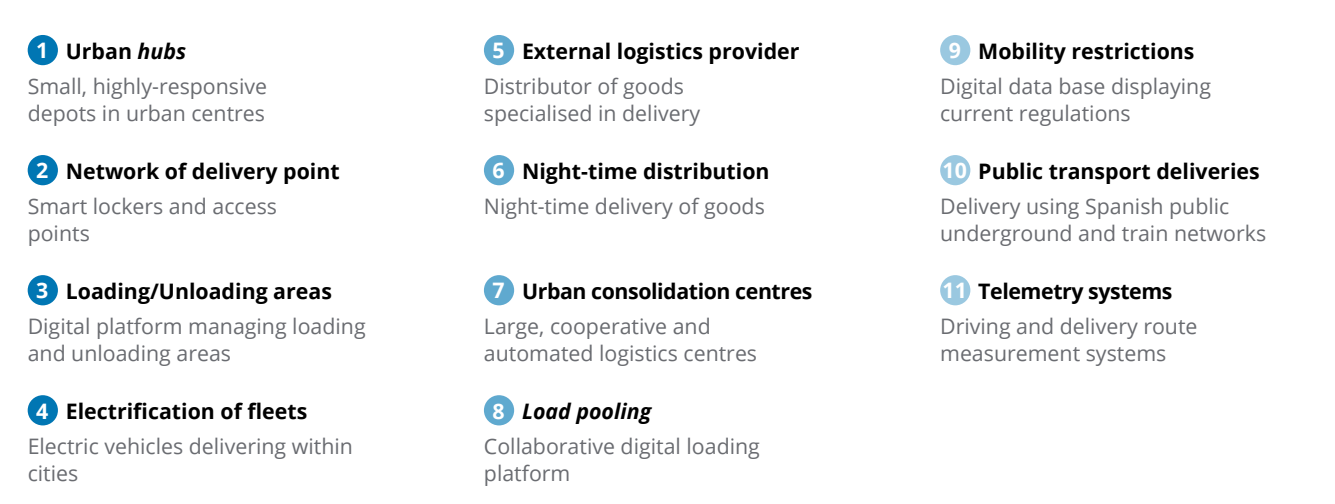 1 Urban hubs
Small, highly-responsive
depots in urban centres
2 Network of delivery point
Smart lockers and access
points
3 Loading/Unloading areas
Digital platform managing loading
and unloading areas
4 Electrification of fleets
Electric vehicles delivering within
cities
5 External logistics provider
Distributor of goods
specialised in delivery
6 Night-time distribution
Night-time delivery of goods
7 Urban consolidation centres
Large, cooperative and
automated logistics centres
8 Load pooling
Collaborative digital loading
platform
9 Mobility restrictions
Digital data base displaying
current regulations
10 Public transport deliveries
Delivery using Spanish public
underground and train networks
11 Telemetry systems
Driving and delivery route
measurement systems